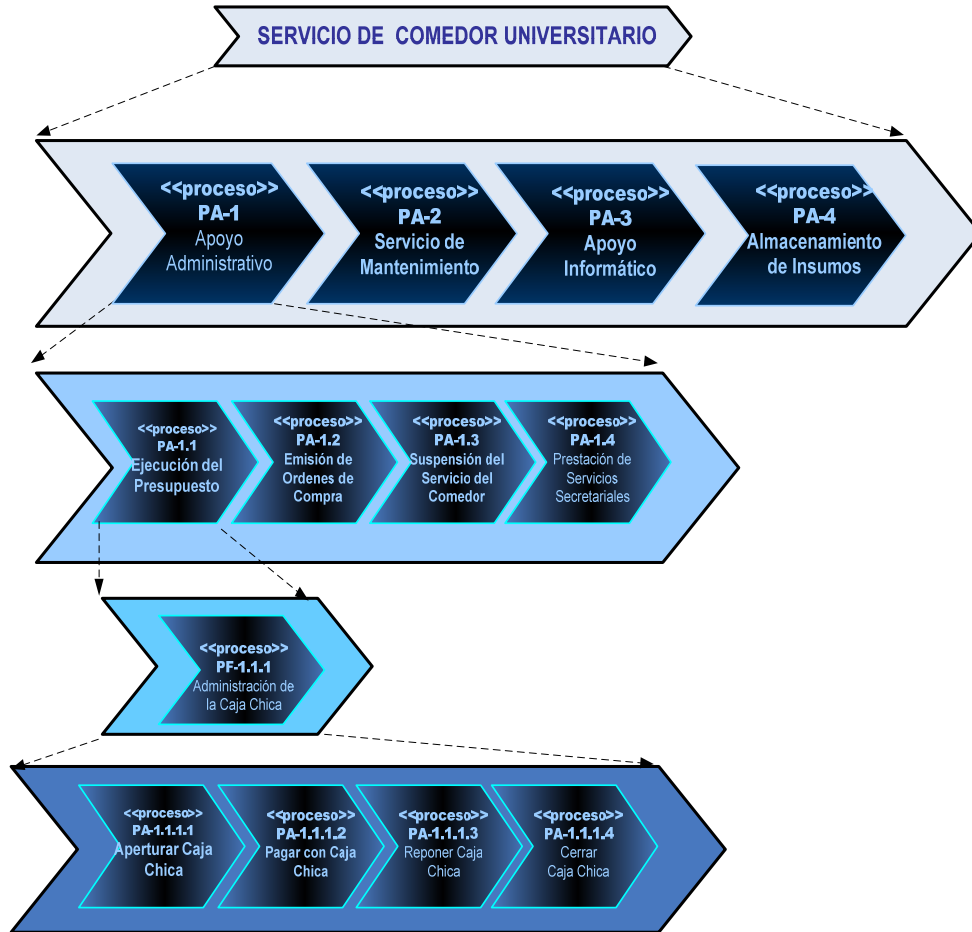 SERVICIO DE COMEDOR UNIVERSITARIO
<<proceso>>
PA-1
Apoyo
Administrativo
<<proceso>>
PA-2
Servicio de
Mantenimiento
<<proceso>>
PA-3
Apoyo
Informático
<<proceso>>
PA-4
Almacenamiento
de Insumos
<<proceso>>
PA-1.1
Ejecución del
Presupuesto
<<proceso>>
PA-1.2
Emisión de
Ordenes de
Compra
<<proceso>>
PA-1.3
Suspensión del
Servicio del
Comedor
<<proceso>>
PA-1.4
Prestación de
Servicios
Secretariales
<<proceso>>
PF-1.1.1
Administración de
la Caja Chica
<<proceso>>
PA-1.1.1.1
Aperturar Caja
Chica
<<proceso>>
PA-1.1.1.2
Pagar con Caja
Chica
<<proceso>>
PA-1.1.1.3
Reponer Caja
Chica
<<proceso>>
PA-1.1.1.4
Cerrar
Caja Chica